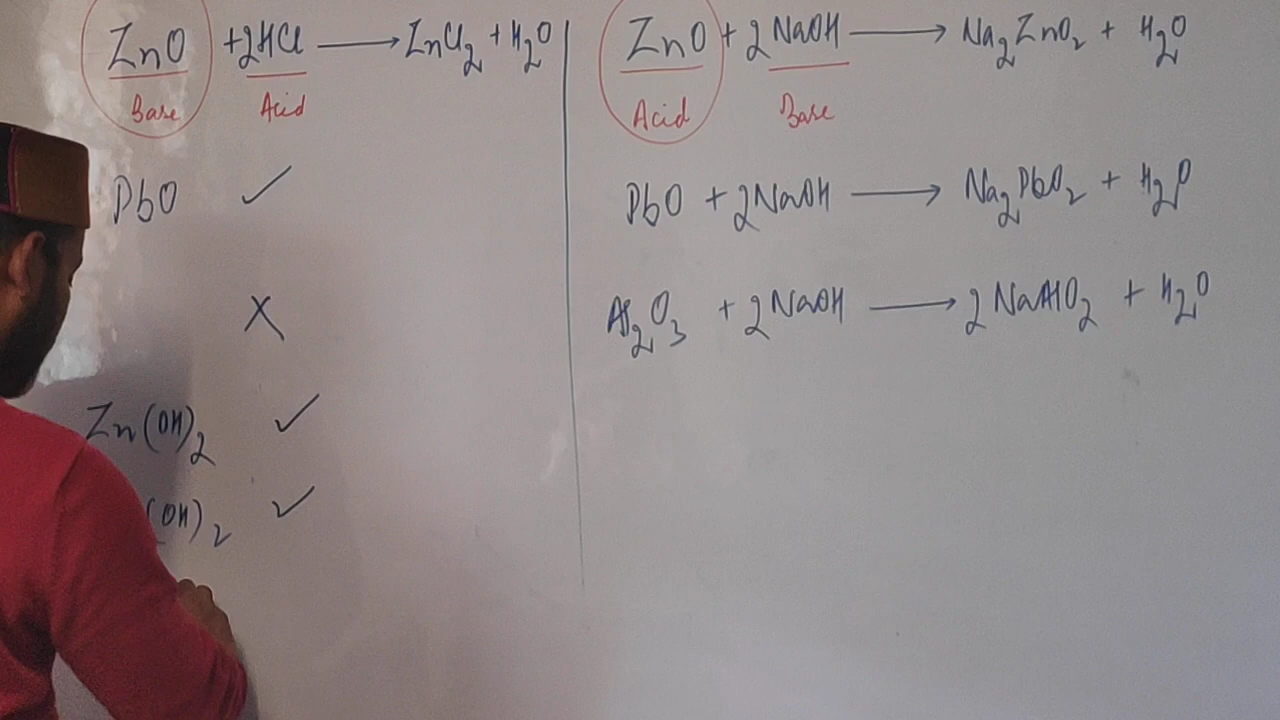 ZnO + 2HCl ⟶ ZnCl₂ + H₂O
Base Acid
PbO ✓
X
Zn(OH)₂ ✓
(OH)₂ ✓
ZnO + 2NaOH ⟶ Na₂ZnO₂ + H₂O
Acid Base
PbO + 2NaOH ⟶ Na₂PbO₂ + H₂O
Al₂O₃ + 2NaOH ⟶ 2NaAlO₂ + H₂O